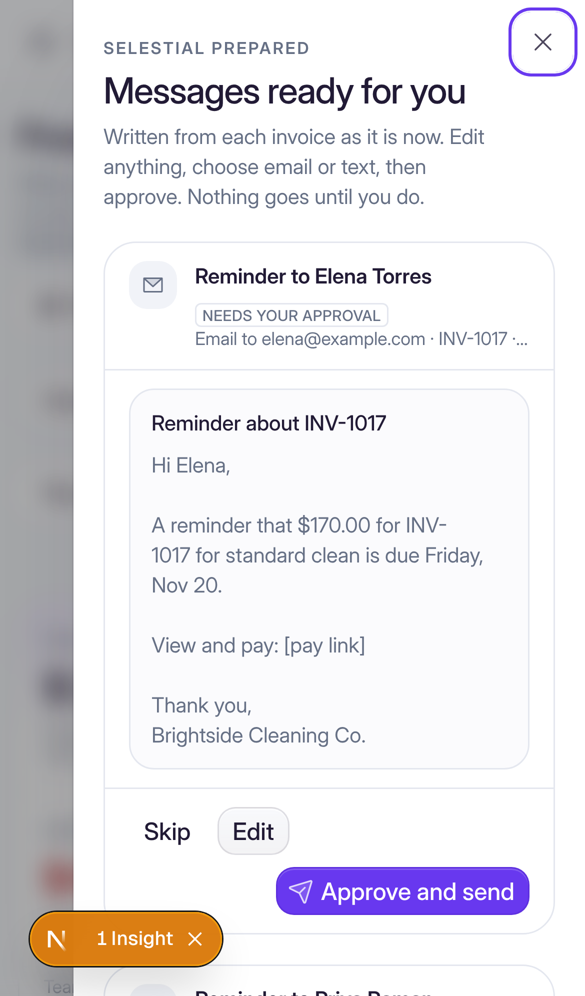 SELESTIAL PREPARED
Messages ready for you
Written from each invoice as it is now. Edit
anything, choose email or text, then
approve. Nothing goes until you do.
Reminder to Elena Torres
NEEDS YOUR APPROVAL
Email to elena@example.com · INV-1017 ·...
Reminder about INV-1017
Hi Elena,
A reminder that $170.00 for INV-
1017 for standard clean is due Friday,
Nov 20.
View and pay: [pay link]
Thank you,
Brightside Cleaning Co.
Skip
Edit
Approve and send
N
1 Insight
Reminder to